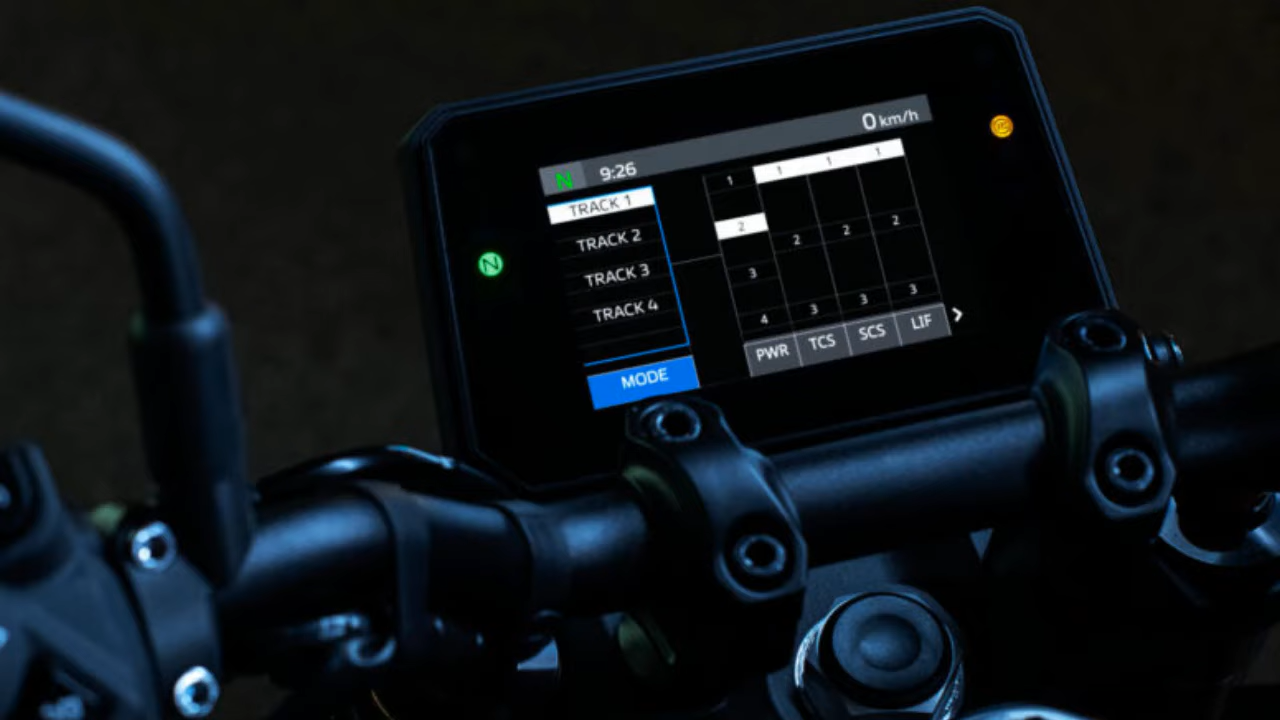 N 9:26 0 km/h
TRACK 1
TRACK 2
TRACK 3
TRACK 4
MODE
1 1 1 1
2 2 2 2
3 3 3 3
4
PWR TCS SCS LIF >
N